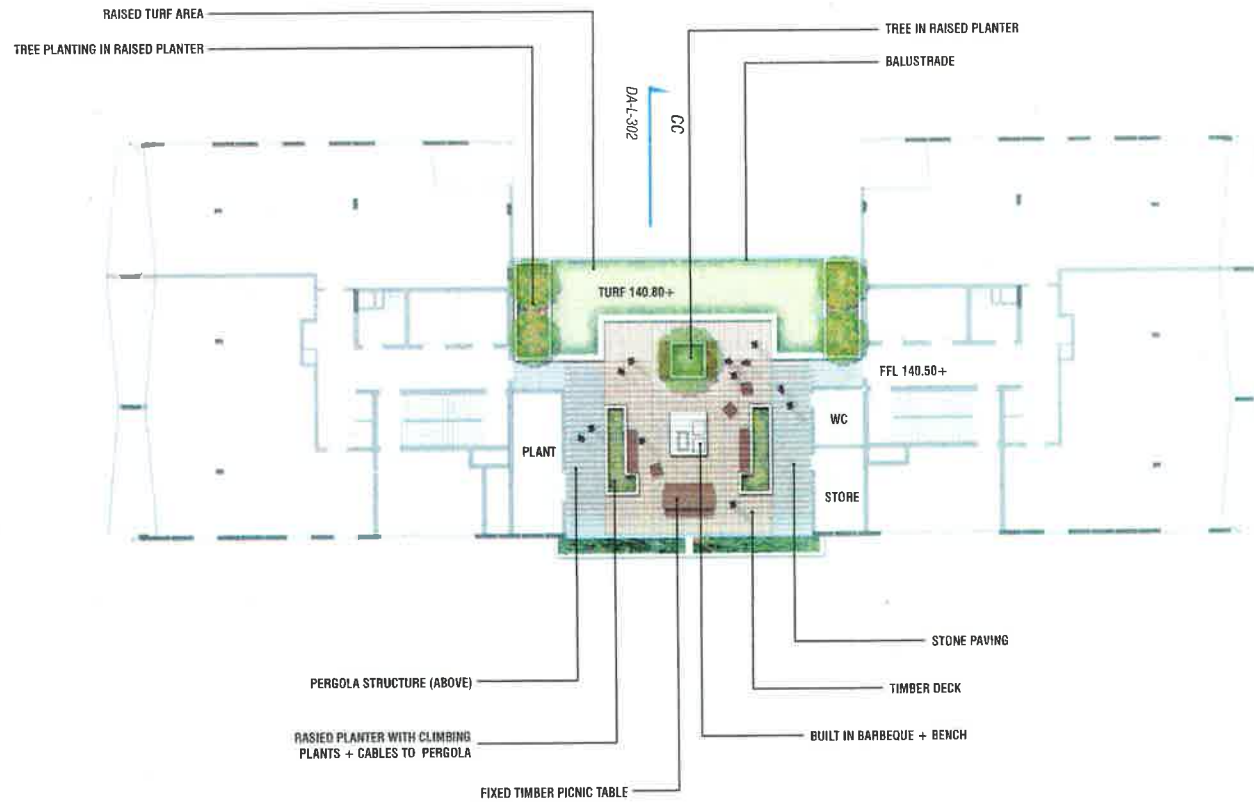 RAISED TURF AREA
TREE PLANTING IN RAISED PLANTER
TREE IN RAISED PLANTER
BALUSTRADE
CC
DA-L-302
TURF 140.80+
FFL 140.50+
PLANT
WC
STORE
STONE PAVING
PERGOLA STRUCTURE (ABOVE)
TIMBER DECK
RASIED PLANTER WITH CLIMBING
PLANTS + CABLES TO PERGOLA
BUILT IN BARBEQUE + BENCH
FIXED TIMBER PICNIC TABLE